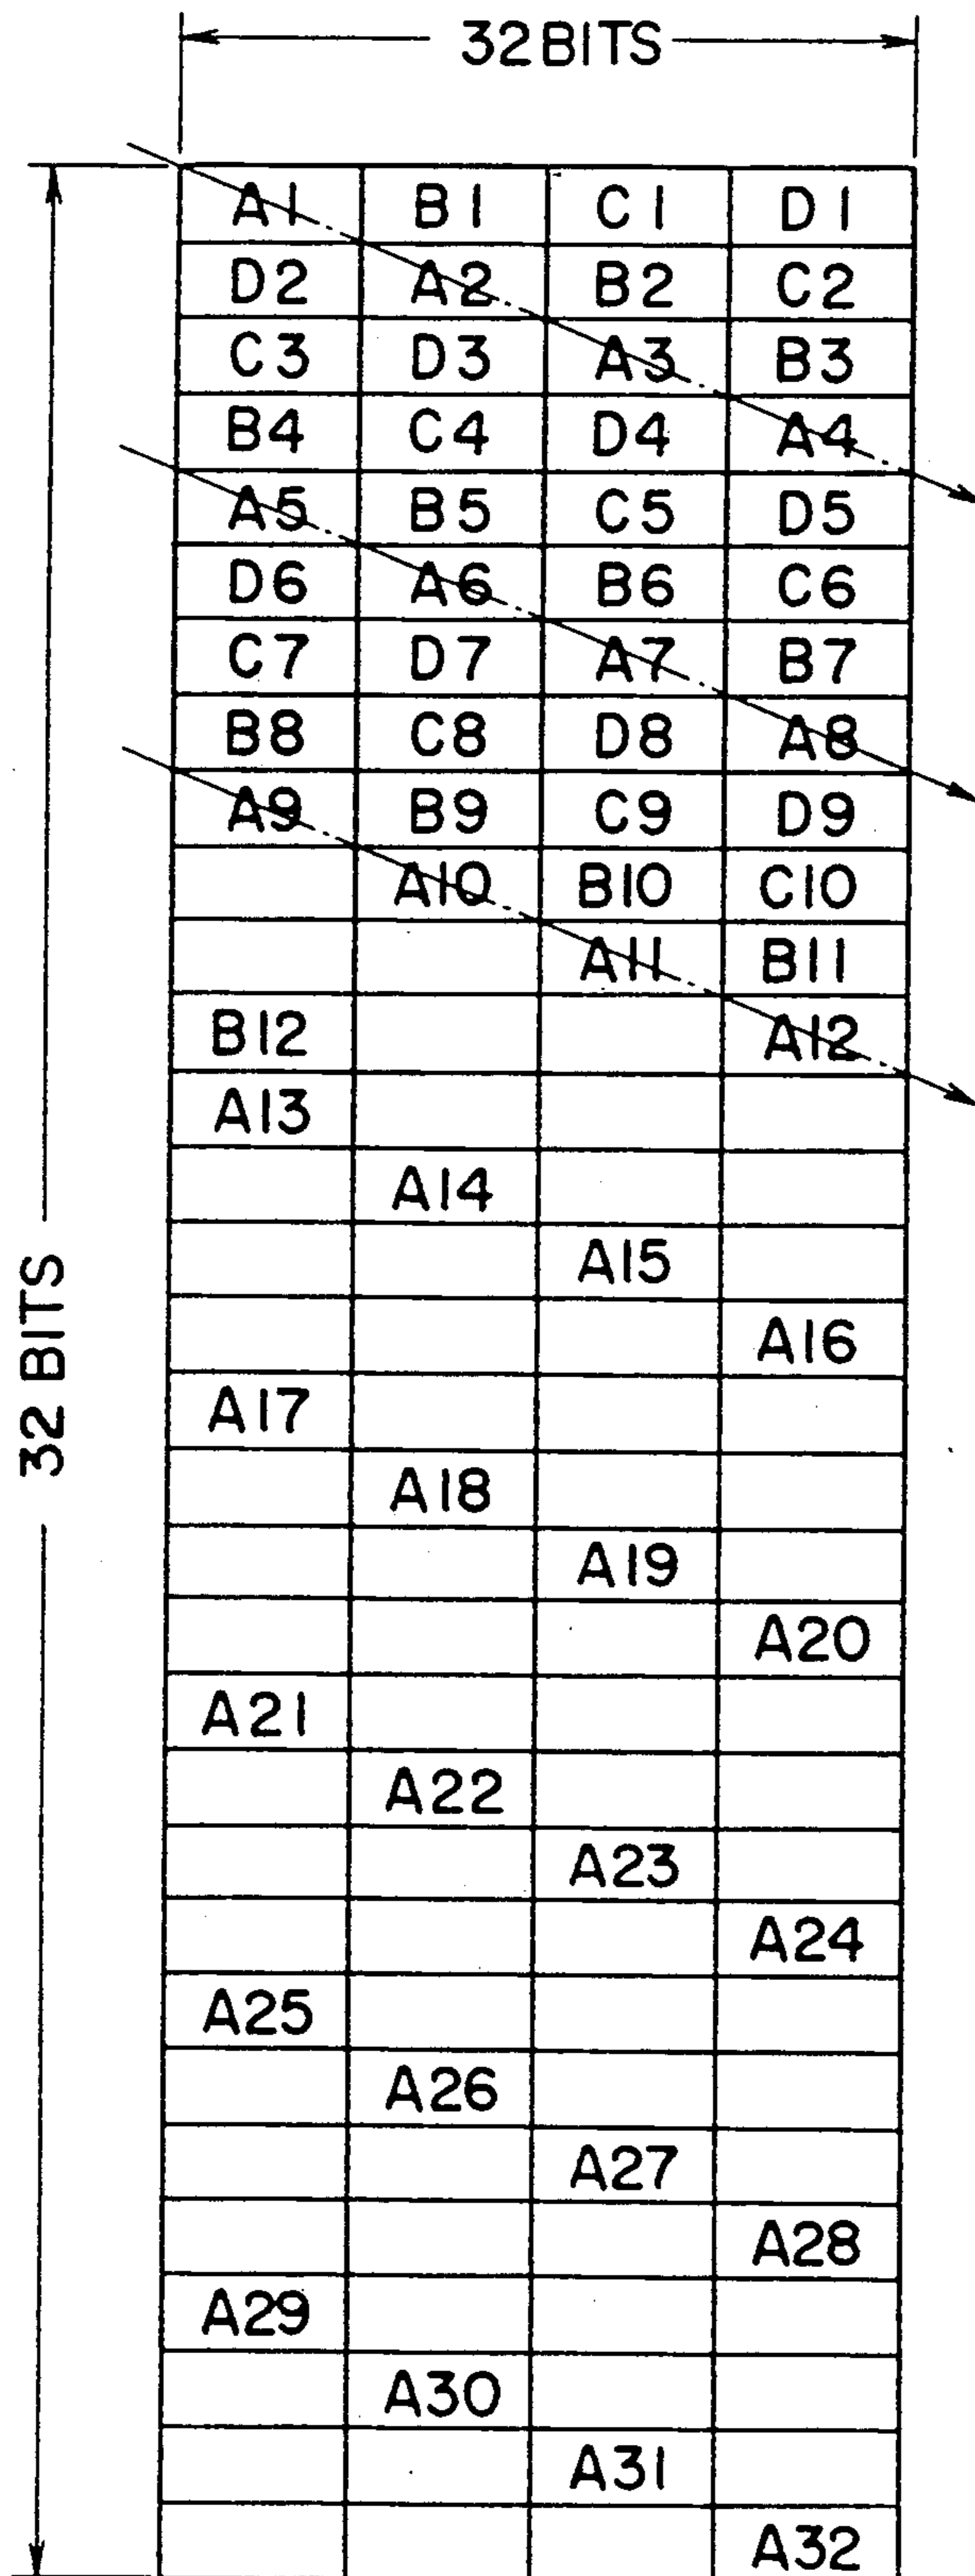 32BITS
32 BITS
A1 B1 C1 D1
D2 A2 B2 C2
C3 D3 A3 B3
B4 C4 D4 A4
A5 B5 C5 D5
D6 A6 B6 C6
C7 D7 A7 B7
B8 C8 D8 A8
A9 B9 C9 D9
A10 B10 C10
A11 B11
B12 A12
A13
A14
A15
A16
A17
A18
A19
A20
A21
A22
A23
A24
A25
A26
A27
A28
A29
A30
A31
A32